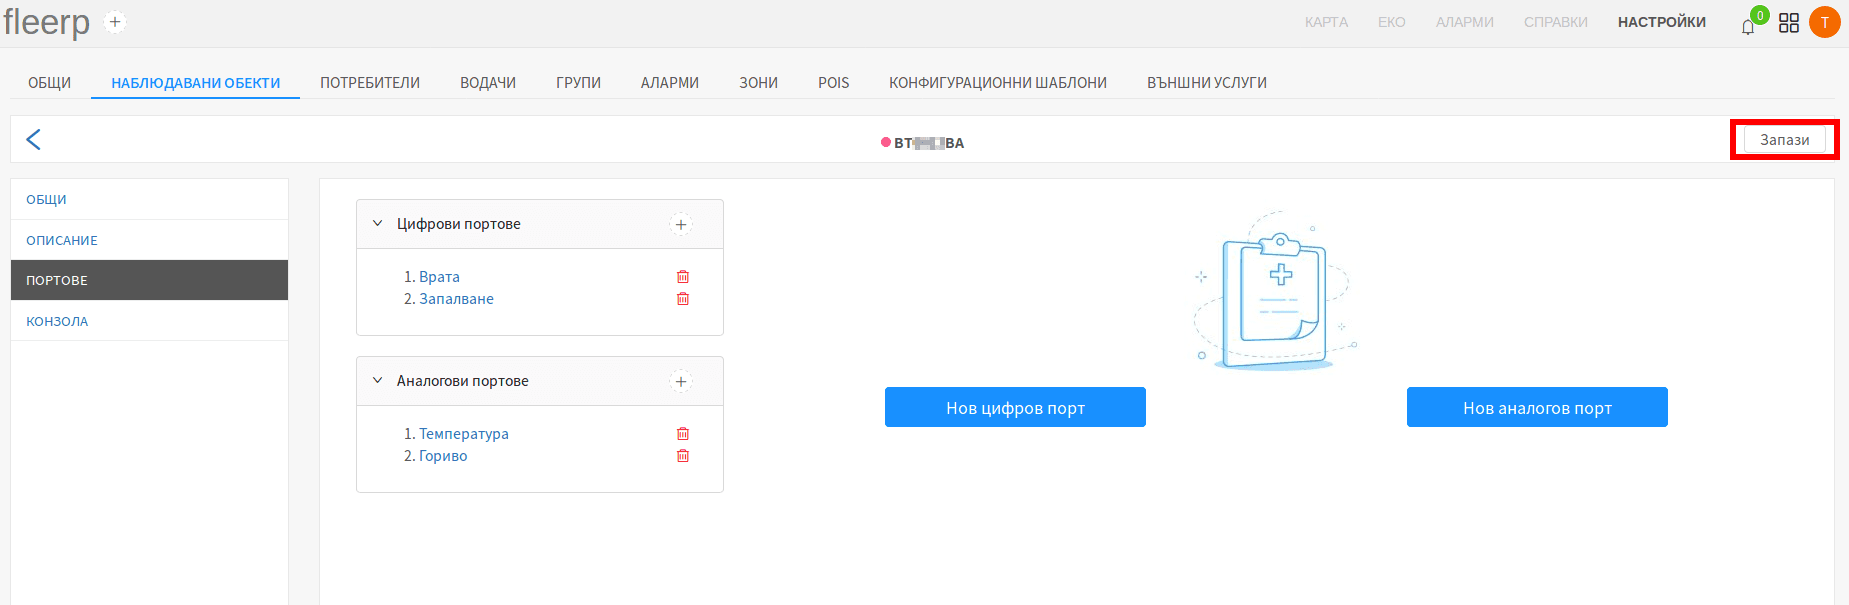 fleerp +
КАРТА ЕКО АЛАРМИ СПРАВКИ НАСТРОЙКИ 0 T
ОБЩИ НАБЛЮДАВАНИ ОБЕКТИ ПОТРЕБИТЕЛИ ВОДАЧИ ГРУПИ АЛАРМИ ЗОНИ POIS КОНФИГУРАЦИОННИ ШАБЛОНИ ВЪНШНИ УСЛУГИ
BT BA
Запази
ОБЩИ
ОПИСАНИЕ
ПОРТОВЕ
КОНЗОЛА
Цифрови портове +
1. Врата
2. Запалване
Аналогови портове +
1. Температура
2. Гориво
Нов цифров порт
Нов аналогов порт